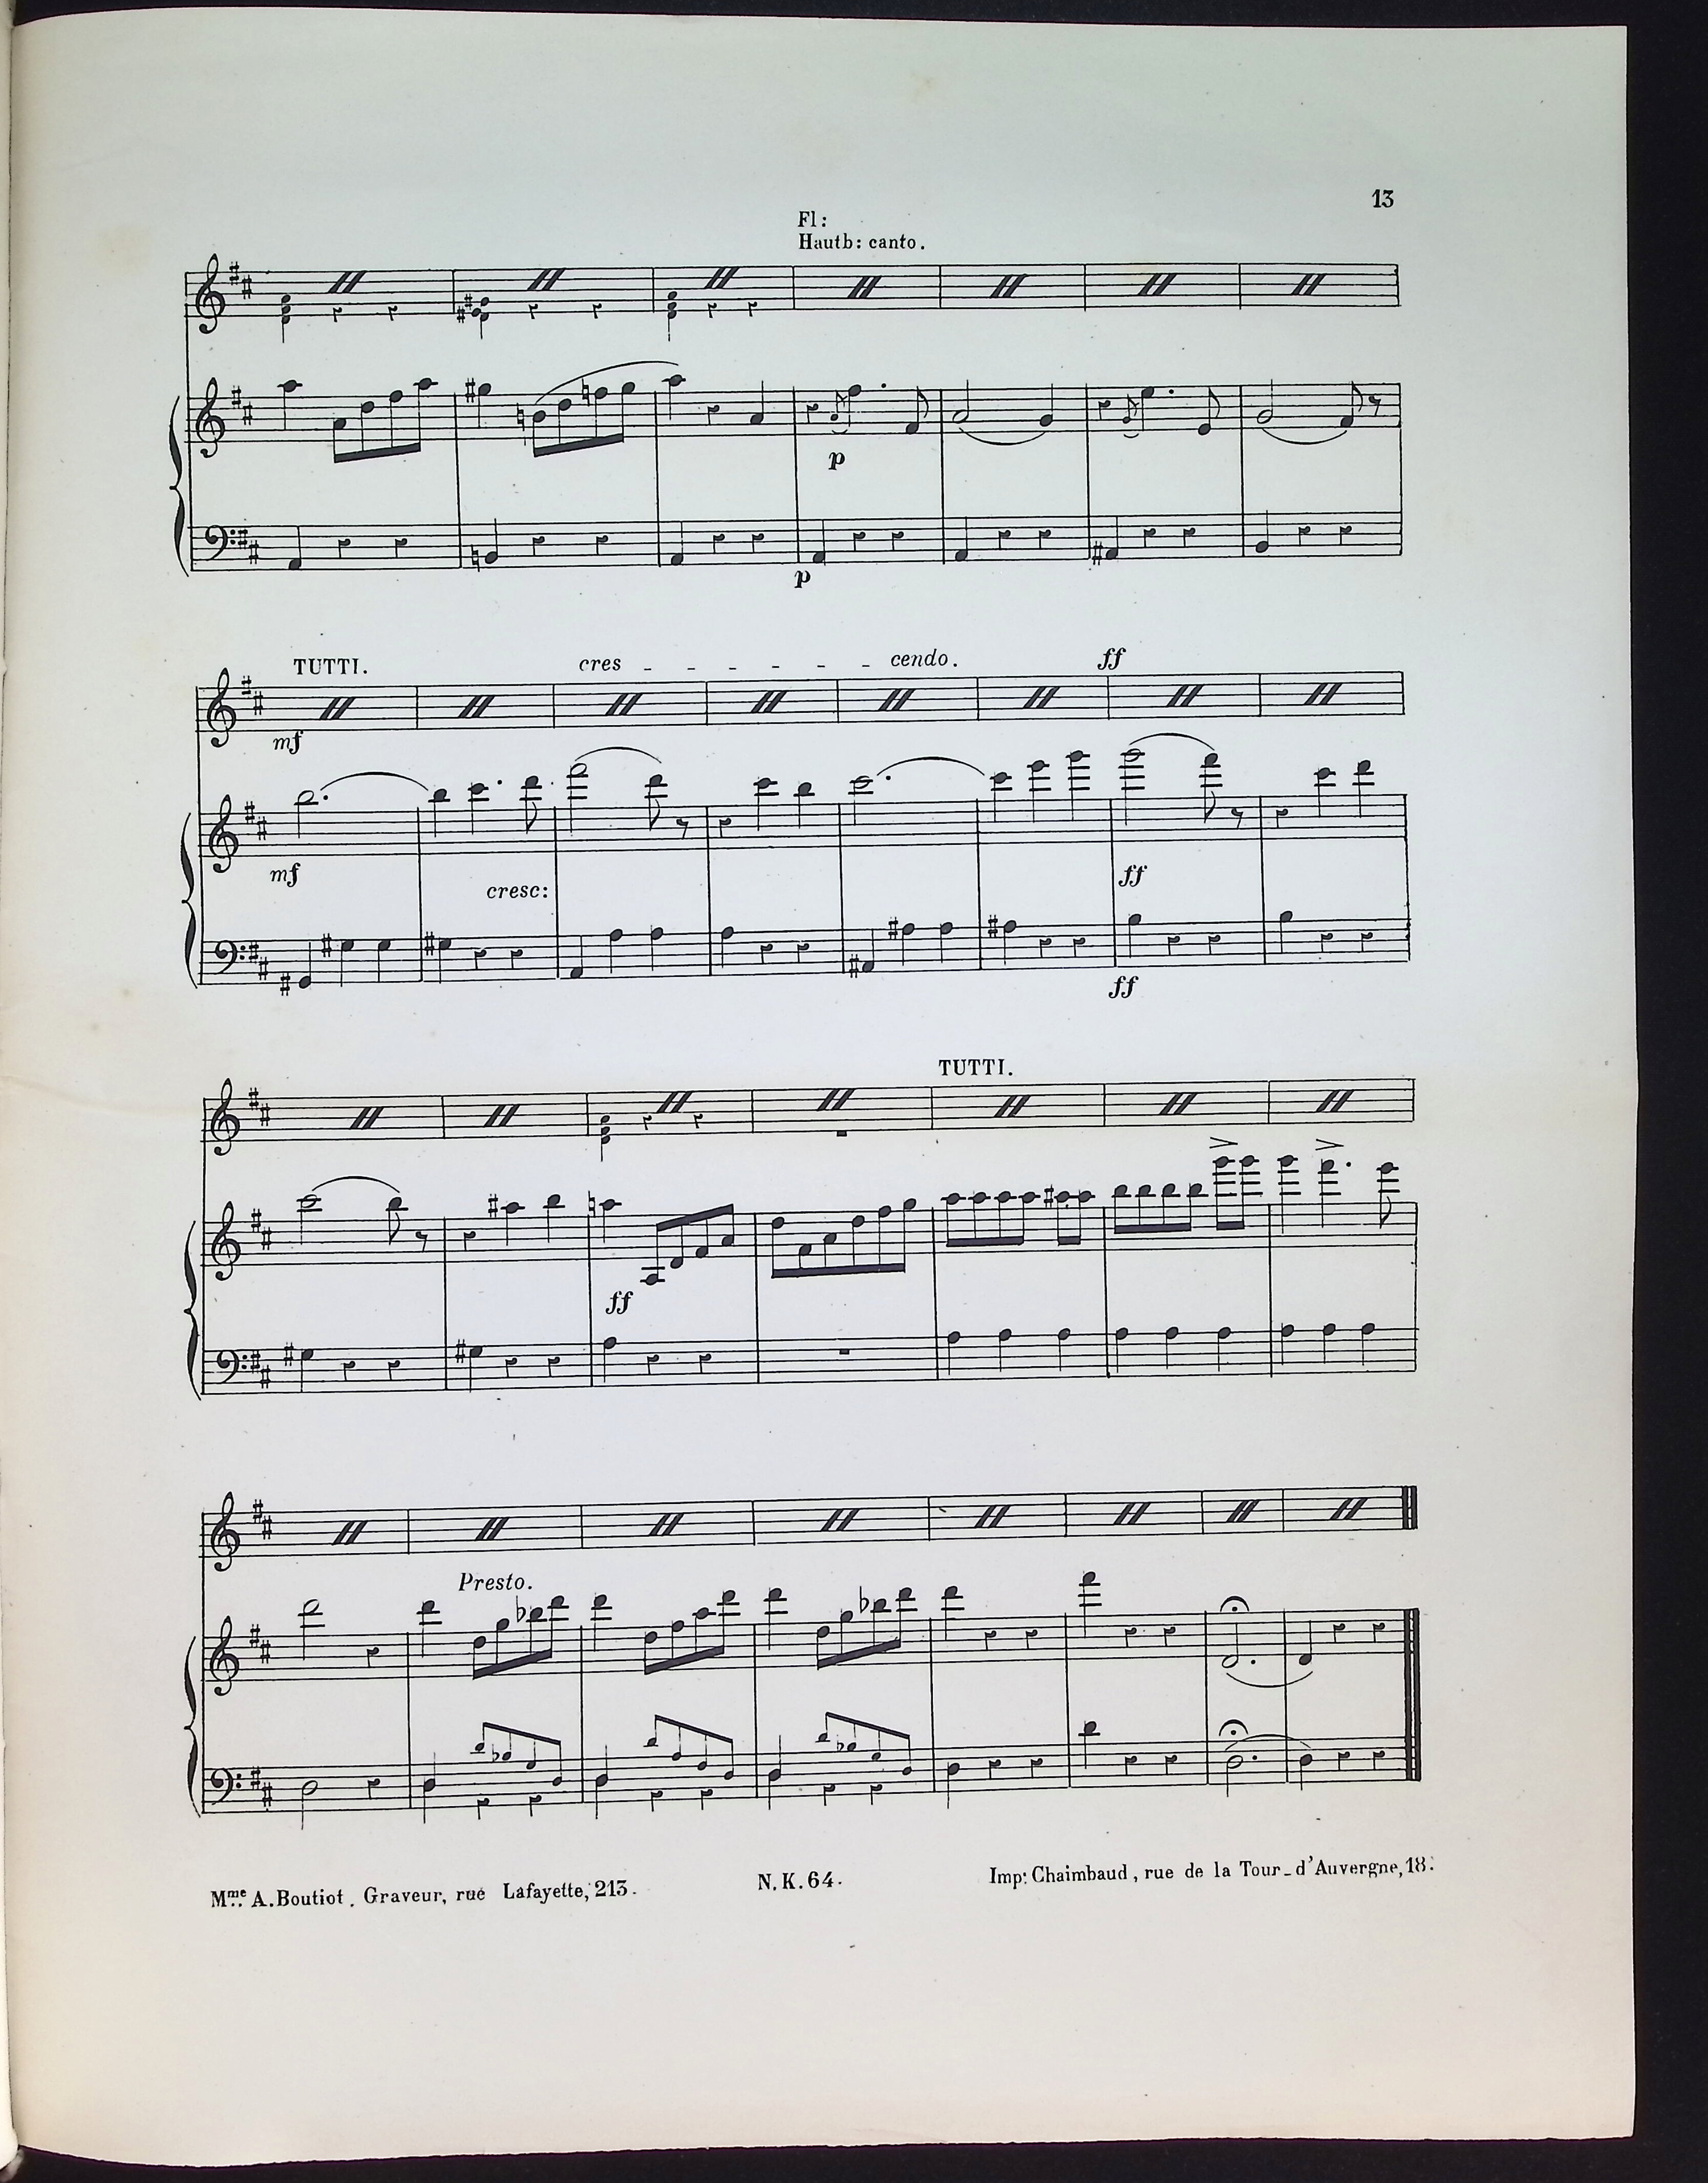 13
Fl:
Hautb: canto.
p
p
TUTTI. cres - - - - - - cendo. ff
mf
mf cresc: ff
ff
TUTTI.
ff
Presto.
Mme A. Boutiot. Graveur, rue Lafayette, 213.
N. K. 64.
Imp: Chaimbaud, rue de la Tour-d'Auvergne, 18.